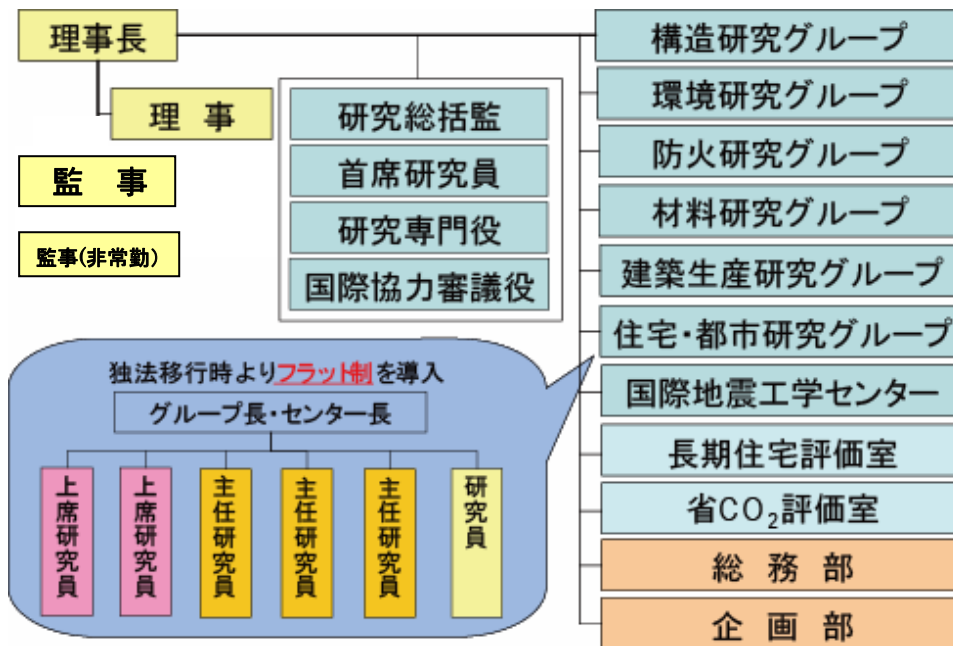 理事長
理　事
監　事
監事(非常勤)
研究総括監
首席研究員
研究専門役
国際協力審議役
構造研究グループ
環境研究グループ
防火研究グループ
材料研究グループ
建築生産研究グループ
住宅・都市研究グループ
国際地震工学センター
長期住宅評価室
省CO₂評価室
総　務　部
企　画　部
独法移行時よりフラット制を導入
グループ長・センター長
上席研究員
上席研究員
主任研究員
主任研究員
主任研究員
研究員